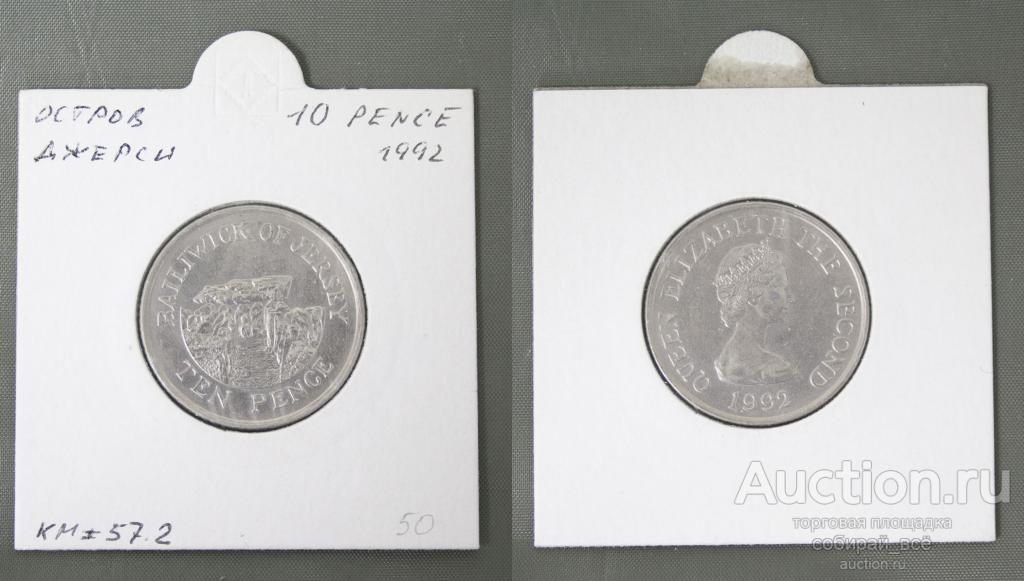 ОСТРОВ 10 PENCE
ДЖЕРСИ 1992
BAILIWICK OF JERSEY
TEN PENCE
KM # 57.2
50
QUEEN ELIZABETH THE SECOND
1992
Auction.ru
торговая площадка
собирай_всё
auction.ru